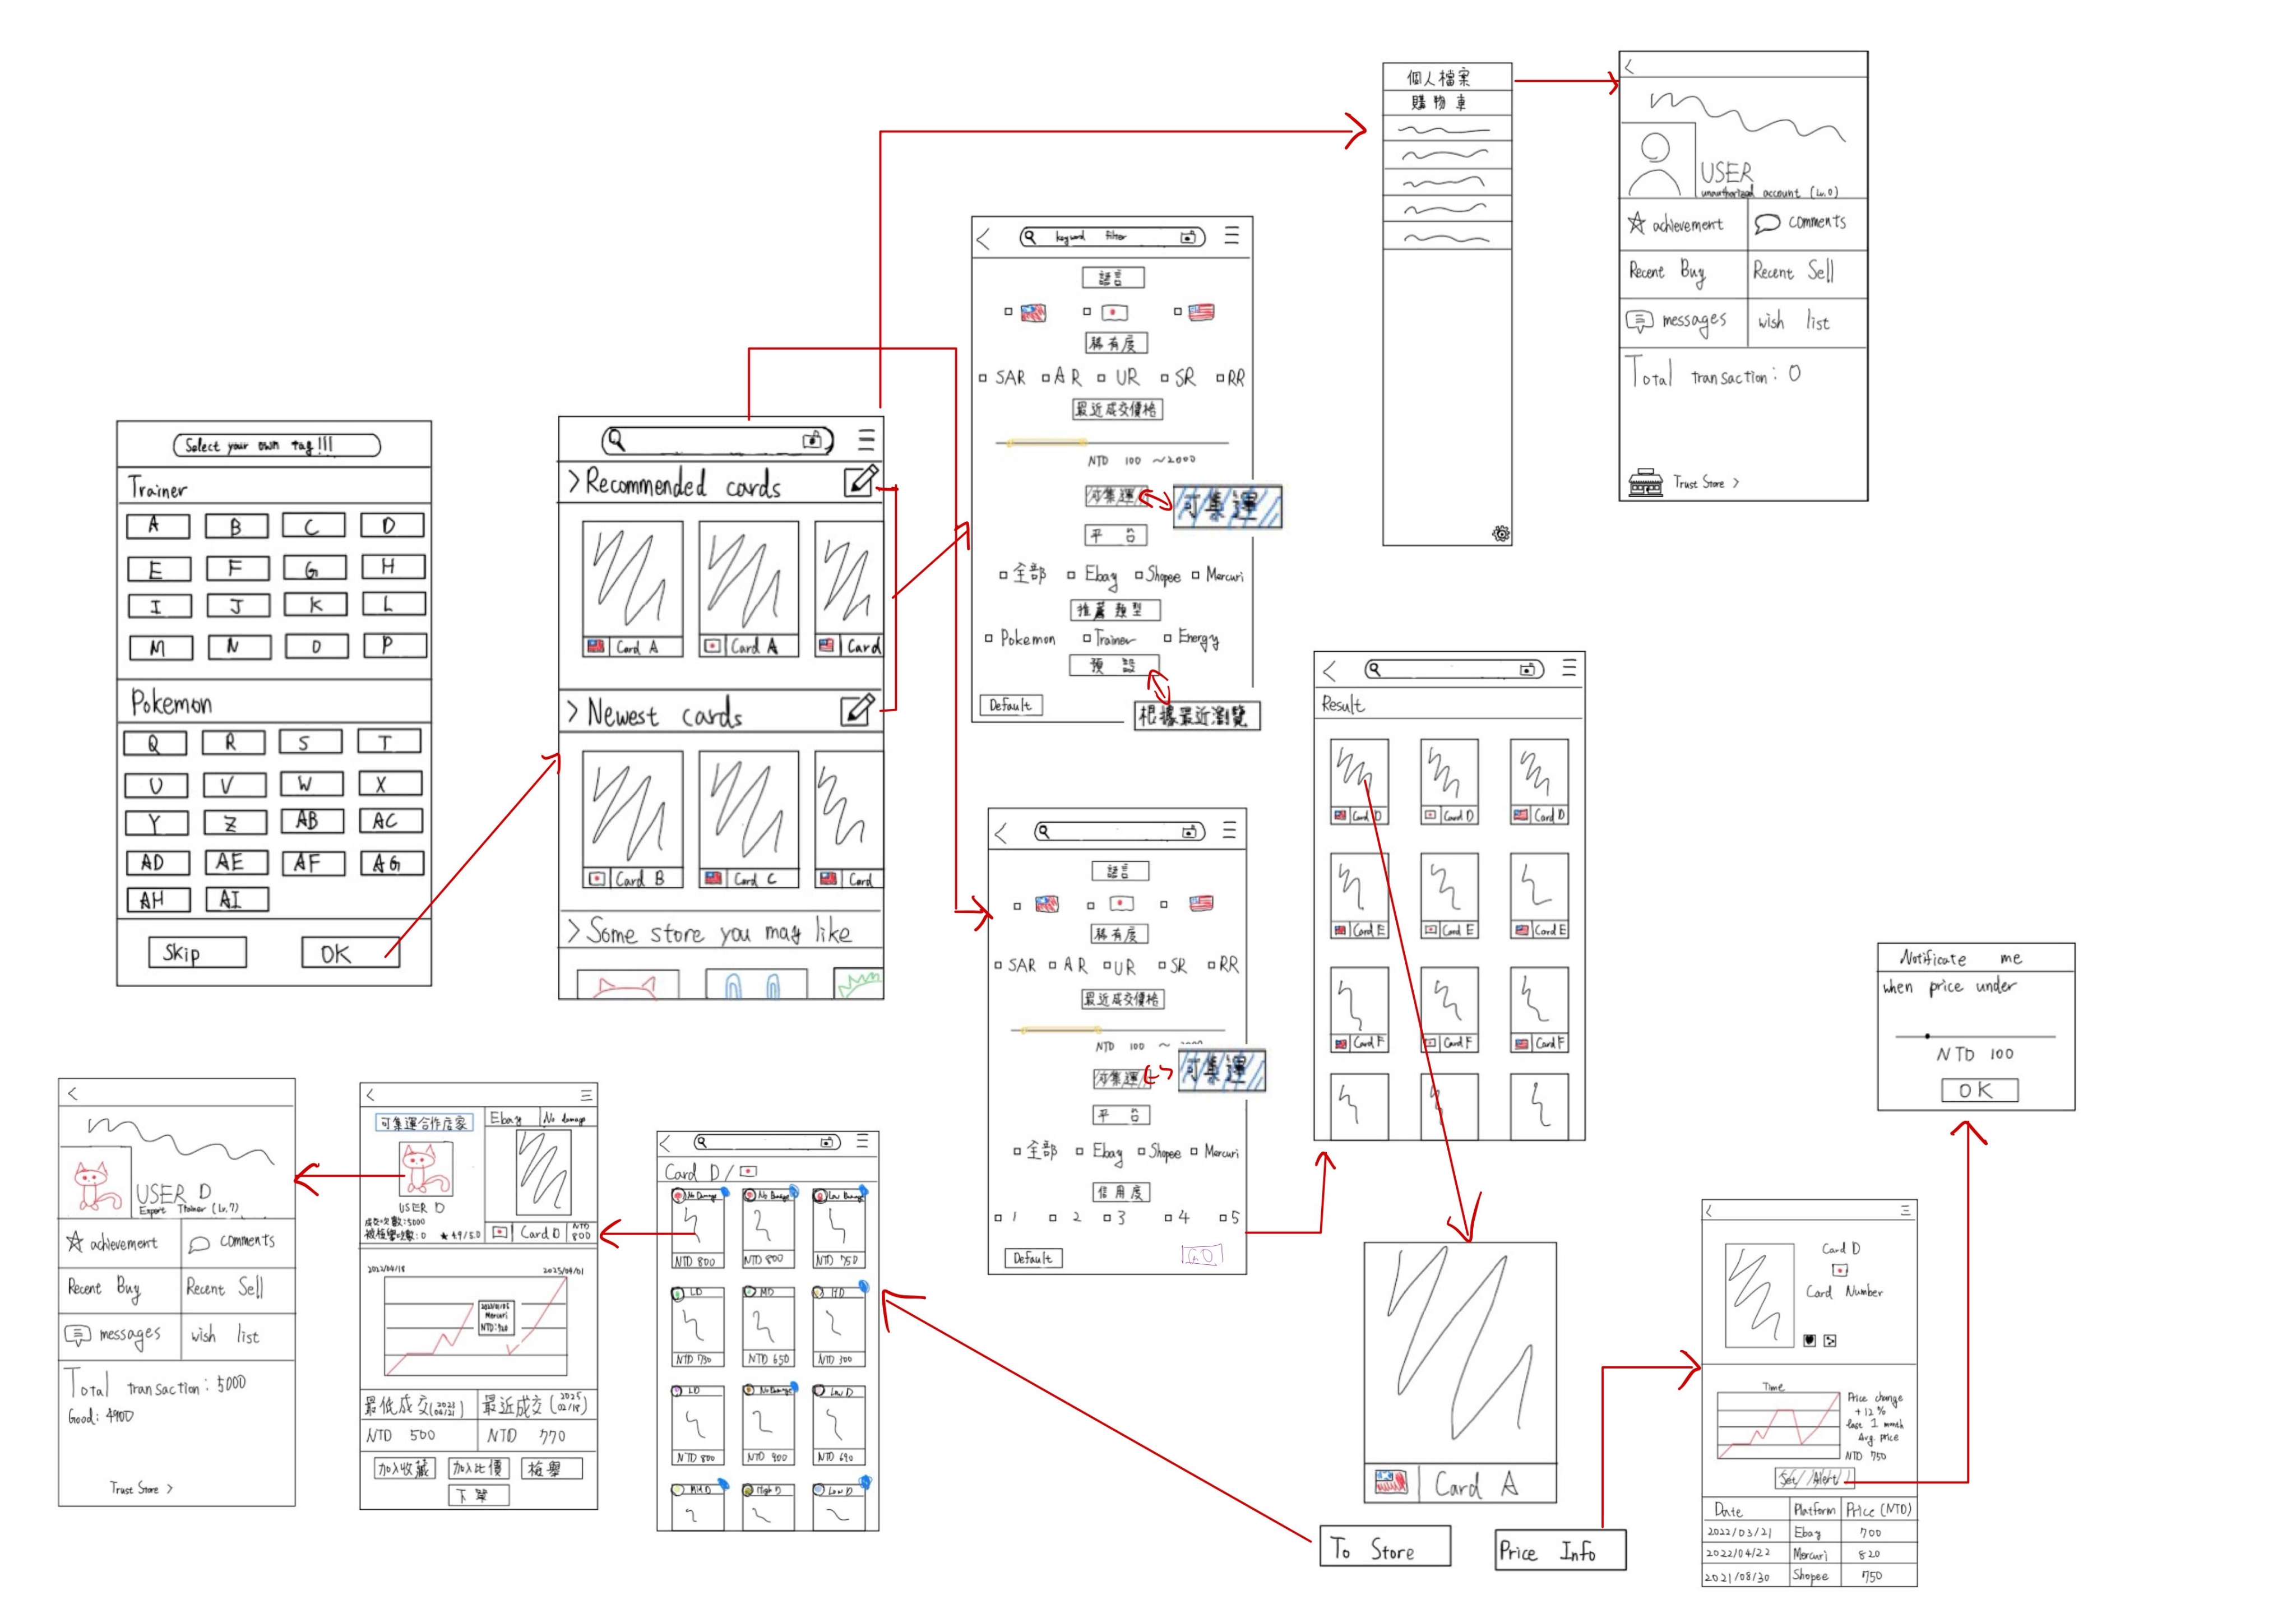 Select your own tag!!!
Trainer
A B C D
E F G H
I J K L
M N O P
Pokemon
Q R S T
U V W X
Y Z AB AC
AD AE AF AG
AH AI
Skip OK
> Recommended cards
Card A Card A Card
> Newest cards
Card B Card C Card
> Some store you may like
keyword filter
語言
稀有度
SAR AR UR SR RR
最近成交價格
NTD 100 ~2000
可集運 可集運
平台
全部 Ebay Shopee Mercuri
推薦類型
Pokemon Trainer Energy
預設
Default 根據最近瀏覽
語言
稀有度
SAR AR UR SR RR
最近成交價格
NTD 100 ~
可集運 可集運
平台
全部 Ebay Shopee Mercuri
信用度
1 2 3 4 5
Default GO
個人檔案
購物車
<
USER
unauthorized account (Lv.0)
achievement comments
Recent Buy Recent Sell
messages wish list
Total transaction: 0
Trust Store >
Result
Card D Card D Card D
Card E Card E Card E
Card F Card F Card F
Card A
To Store Price Info
Notificate me
when price under
NTD 100
OK
Card D
Card Number
Time
Price change
+12%
last 1 month
Avg. price
NTD 750
Set Alert
Date Platform Price (NTD)
2022/03/21 Ebay 700
2022/04/22 Mercuri 820
2021/08/30 Shopee 750
Card D /
No Damage No Damage Low Damage
NTD 800 NTD 800 NTD 750
LD MD HD
NTD 730 NTD 650 NTD 300
LD No Damage Low D
NTD 800 NTD 900 NTD 690
High D Low D
可集運合作店家 Ebay No damage
USER D
成交次數:5000
被檢舉次數:0 ★4.9/5.0 Card D NTD 800
2022/04/18 2025/04/01
Mercuri
最低成交 最近成交 (2025 02/18)
NTD 500 NTD 770
加入收藏 加入比價 檢舉
下單
<
USER D
Expert Trainer (Lv.7)
achievement comments
Recent Buy Recent Sell
messages wish list
Total transaction: 5000
Good: 4900
Trust Store >